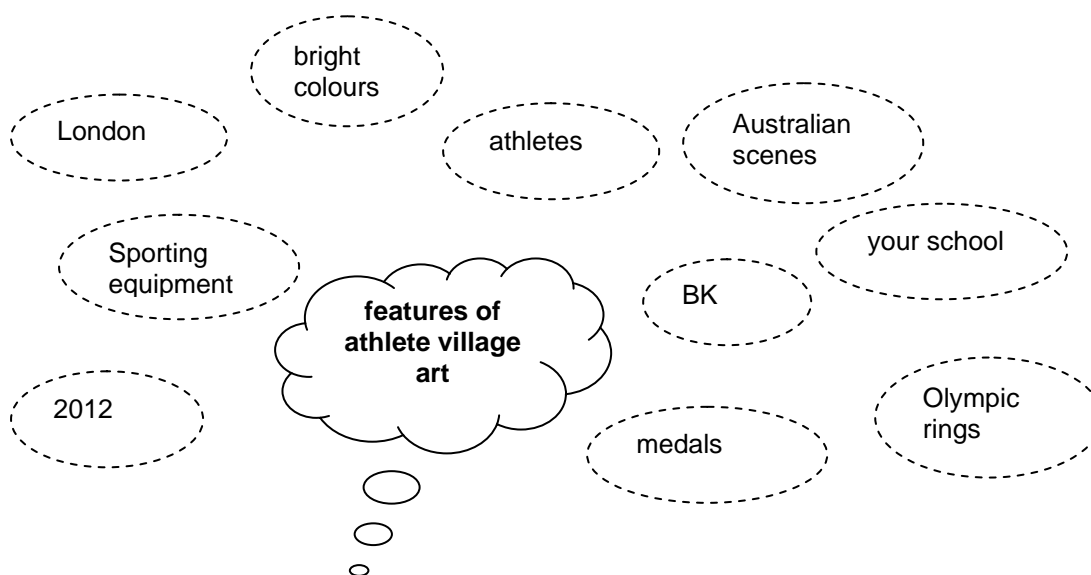 bright
colours
London
athletes
Australian
scenes
Sporting
equipment
your school
BK
features of
athlete village
art
2012
medals
Olympic
rings